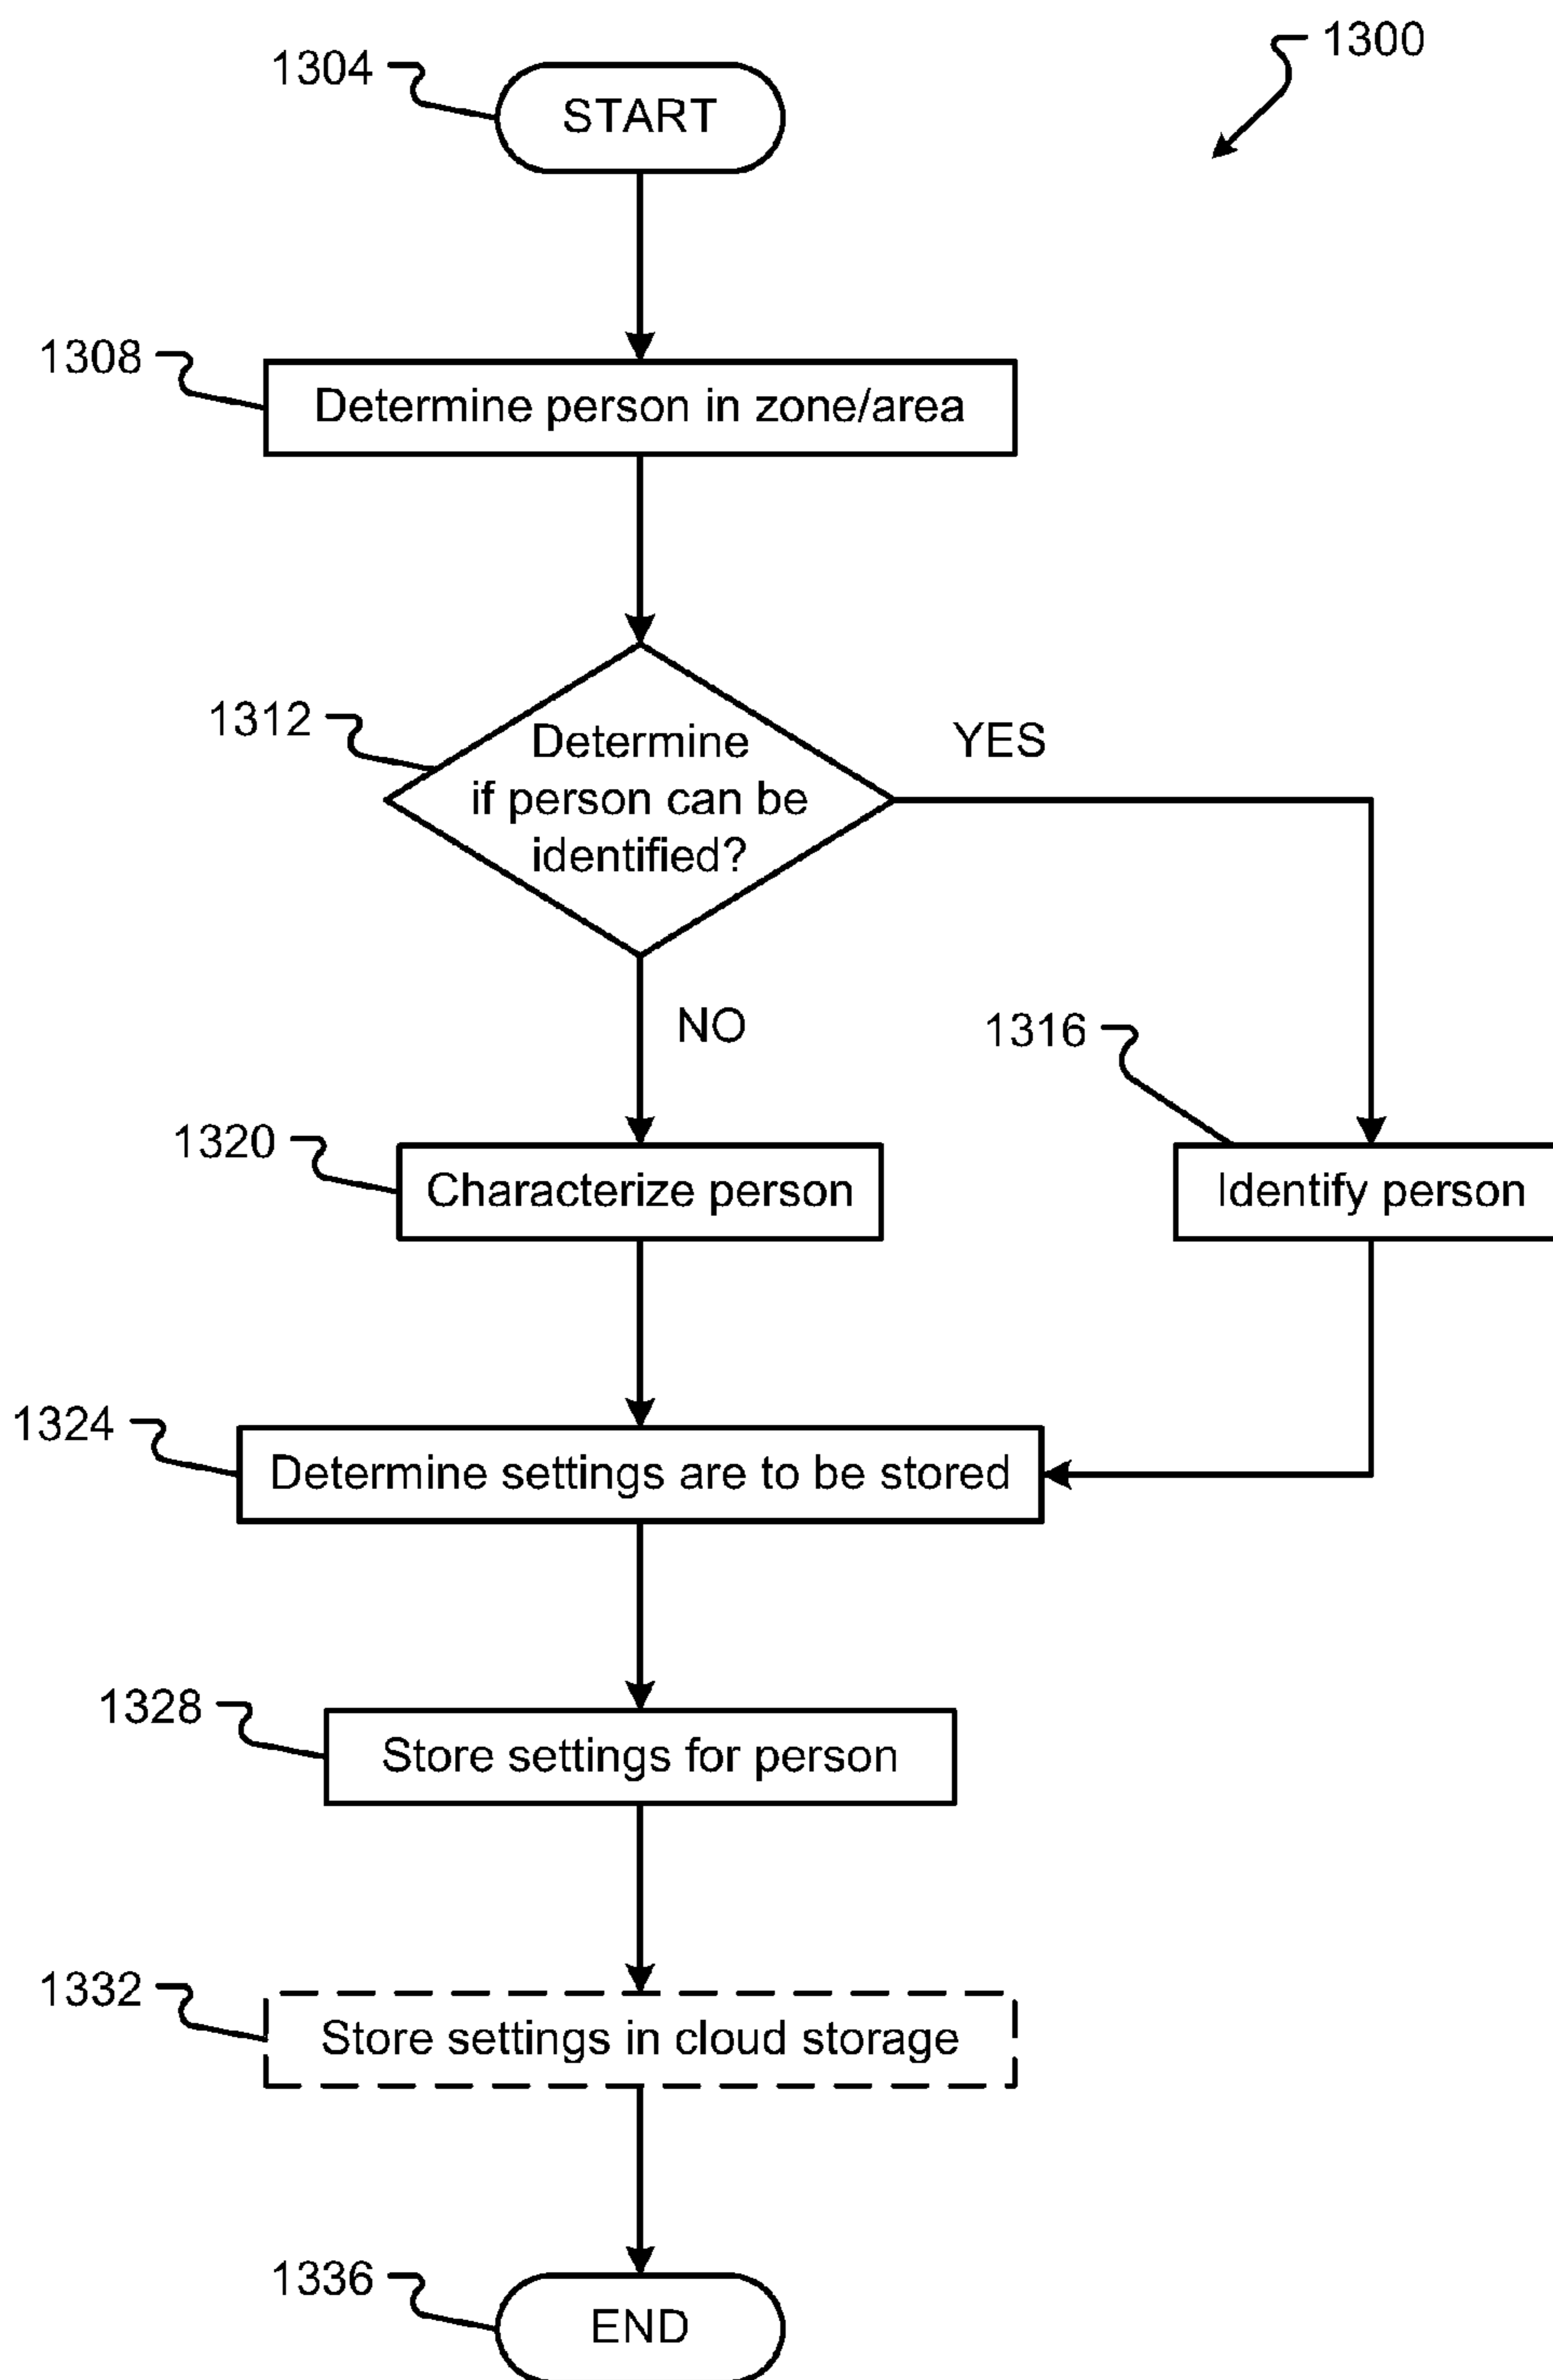 1300
1304
START
1308
Determine person in zone/area
1312
Determine
if person can be
identified?
YES
NO
1316
1320
Characterize person
Identify person
1324
Determine settings are to be stored
1328
Store settings for person
1332
Store settings in cloud storage
1336
END